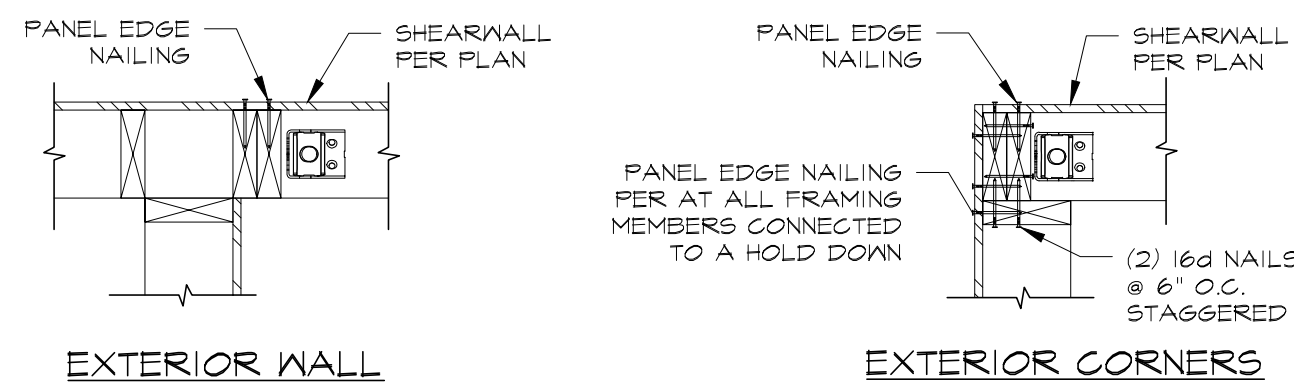 PANEL EDGE
NAILING
SHEARWALL
PER PLAN
EXTERIOR WALL
PANEL EDGE
NAILING
SHEARWALL
PER PLAN
PANEL EDGE NAILING
PER AT ALL FRAMING
MEMBERS CONNECTED
TO A HOLD DOWN
(2) 16d NAILS
@ 6" O.C.
STAGGERED
EXTERIOR CORNERS